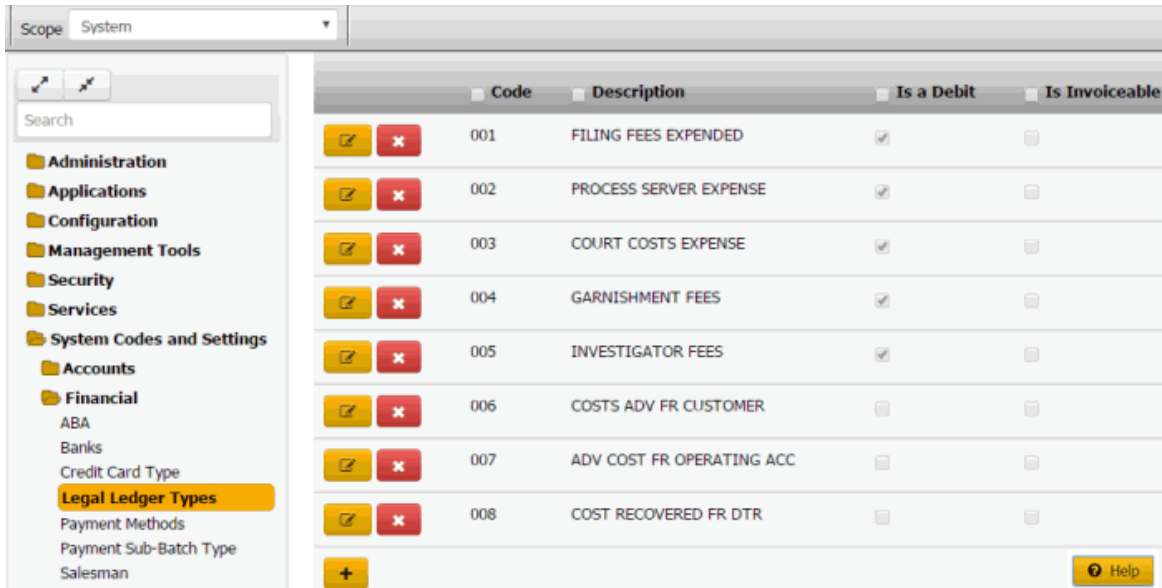 Scope System
Search
Administration
Applications
Configuration
Management Tools
Security
Services
System Codes and Settings
Accounts
Financial
ABA
Banks
Credit Card Type
Legal Ledger Types
Payment Methods
Payment Sub-Batch Type
Salesman
Code Description Is a Debit Is Invoiceable
001 FILING FEES EXPENDED
002 PROCESS SERVER EXPENSE
003 COURT COSTS EXPENSE
004 GARNISHMENT FEES
005 INVESTIGATOR FEES
006 COSTS ADV FR CUSTOMER
007 ADV COST FR OPERATING ACC
008 COST RECOVERED FR DTR
Help